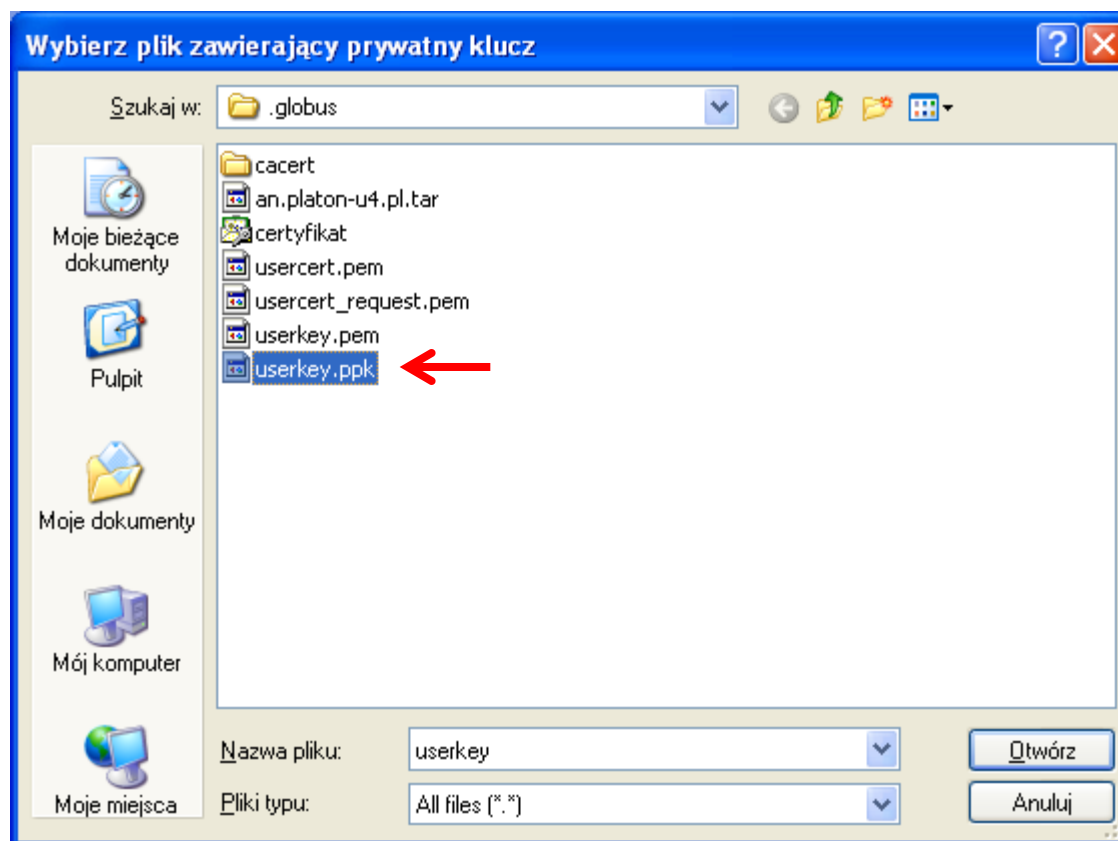 Wybierz plik zawierający prywatny klucz
Szukaj w:
.globus
cacert
an.platon-u4.pl.tar
certyfikat
usercert.pem
usercert_request.pem
userkey.pem
userkey.ppk
Moje bieżące
dokumenty
Pulpit
Moje dokumenty
Mój komputer
Moje miejsca
Nazwa pliku:
userkey
Otwórz
Pliki typu:
All files (*.*)
Anuluj